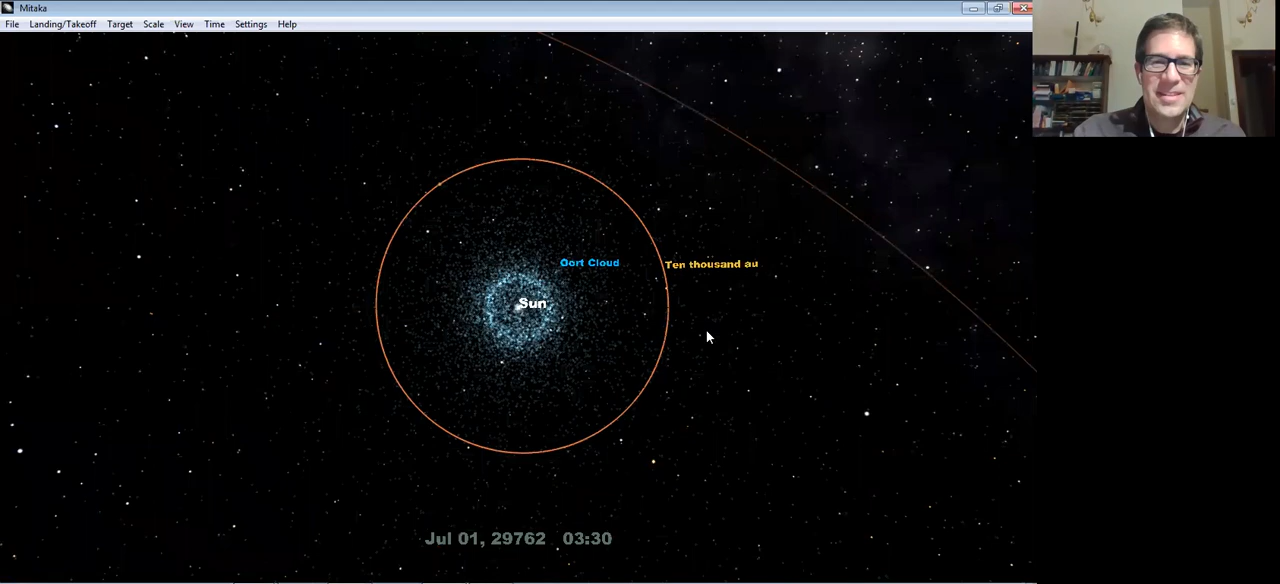 Mitaka
File Landing/Takeoff Target Scale View Time Settings Help
Oort Cloud
Ten thousand au
Sun
Jul 01, 29762 03:30